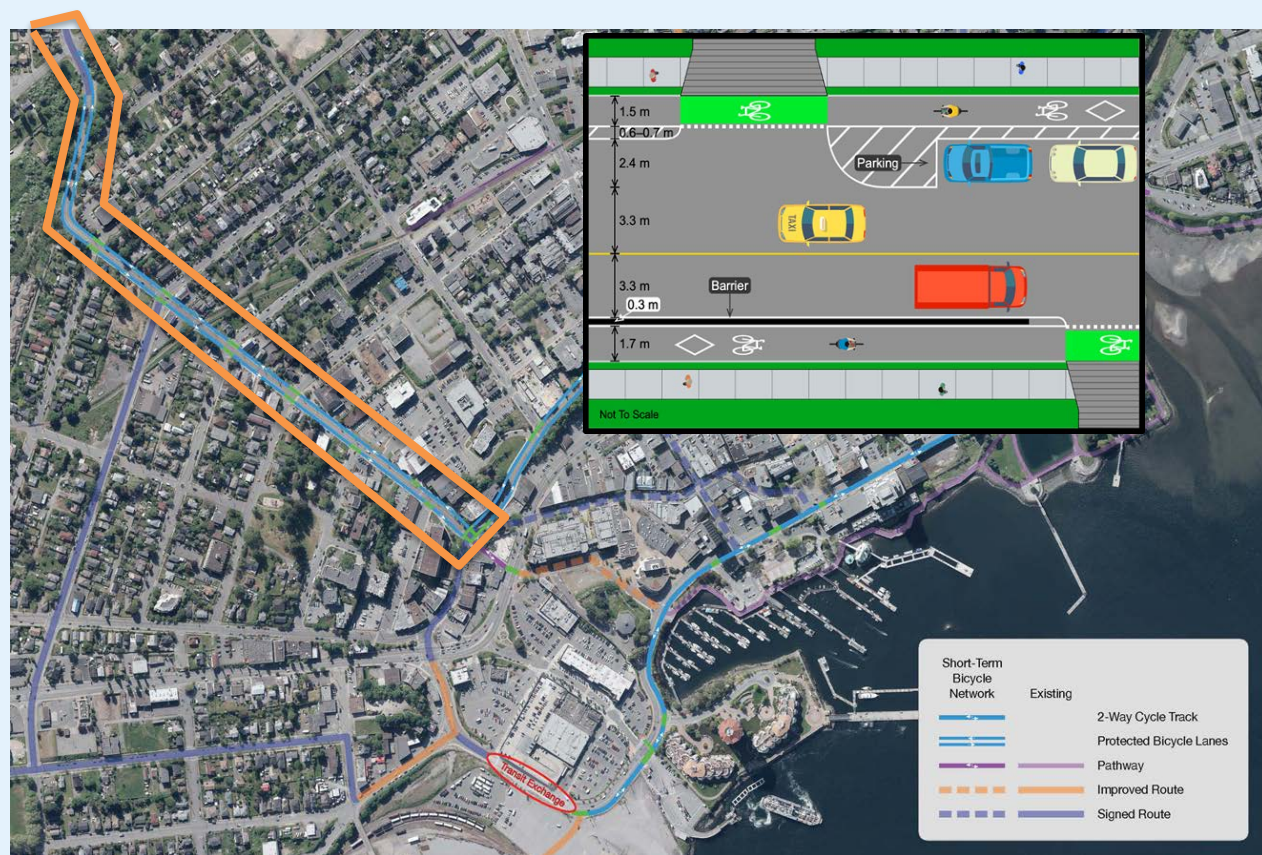 1.5 m
0.6–0.7 m
2.4 m
Parking
3.3 m
TAXI
3.3 m
Barrier
0.3 m
1.7 m
Not To Scale
Transit Exchange
Short-Term
Bicycle
Network
Existing
2-Way Cycle Track
Protected Bicycle Lanes
Pathway
Improved Route
Signed Route